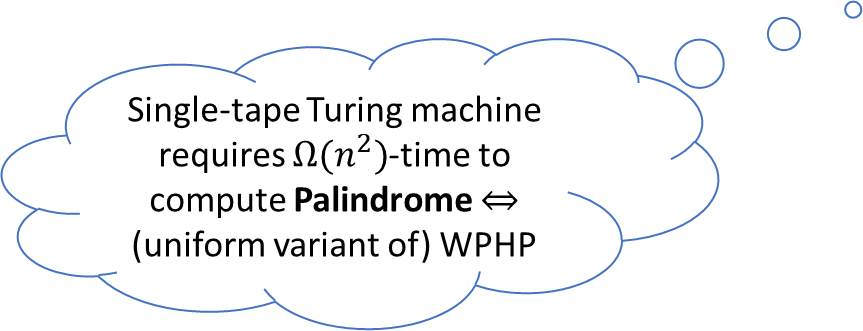 Single-tape Turing machine
requires Ω(𝑛²)-time to
compute Palindrome ⇔
(uniform variant of) WPHP